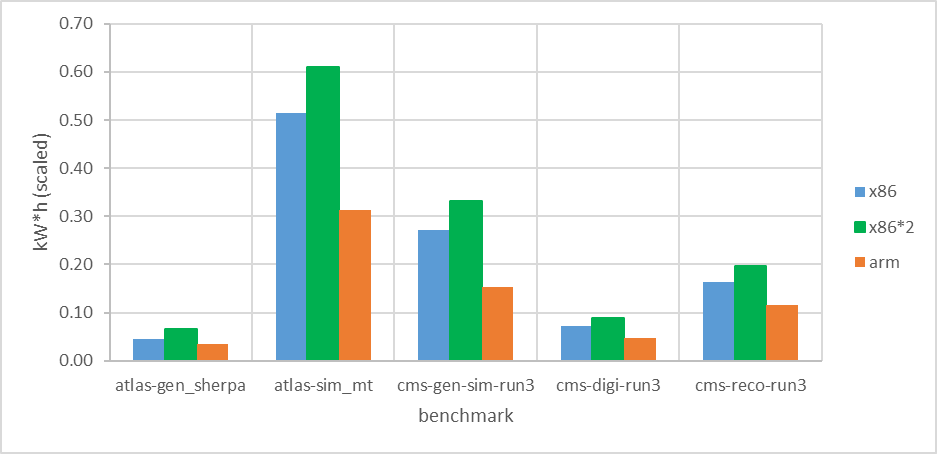 0.70
0.60
0.50
0.40
0.30
0.20
0.10
0.00
kW*h (scaled)
atlas-gen_sherpa
atlas-sim_mt
cms-gen-sim-run3
cms-digi-run3
cms-reco-run3
benchmark
x86
x86*2
arm